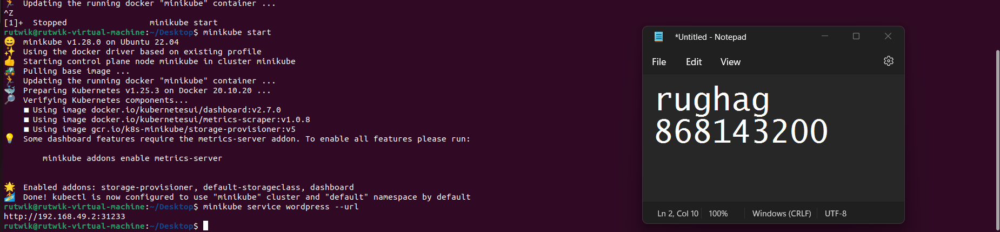 Updating the running docker "minikube" container ...
^Z
[1]+  Stopped                 minikube start
rutwik@rutwik-virtual-machine:~/Desktop$ minikube start
😄  minikube v1.28.0 on Ubuntu 22.04
✨  Using the docker driver based on existing profile
👍  Starting control plane node minikube in cluster minikube
🚜  Pulling base image ...
🏃  Updating the running docker "minikube" container ...
🐳  Preparing Kubernetes v1.25.3 on Docker 20.10.20 ...
🔎  Verifying Kubernetes components...
    ■ Using image docker.io/kubernetesui/dashboard:v2.7.0
    ■ Using image docker.io/kubernetesui/metrics-scraper:v1.0.8
    ■ Using image gcr.io/k8s-minikube/storage-provisioner:v5
💡  Some dashboard features require the metrics-server addon. To enable all features please run:
        minikube addons enable metrics-server
🌟  Enabled addons: storage-provisioner, default-storageclass, dashboard
🏄  Done! kubectl is now configured to use "minikube" cluster and "default" namespace by default
rutwik@rutwik-virtual-machine:~/Desktop$ minikube service wordpress --url
http://192.168.49.2:31233
rutwik@rutwik-virtual-machine:~/Desktop$
*Untitled - Notepad
File Edit View
rughag
868143200
Ln 2, Col 10 100% Windows (CRLF) UTF-8